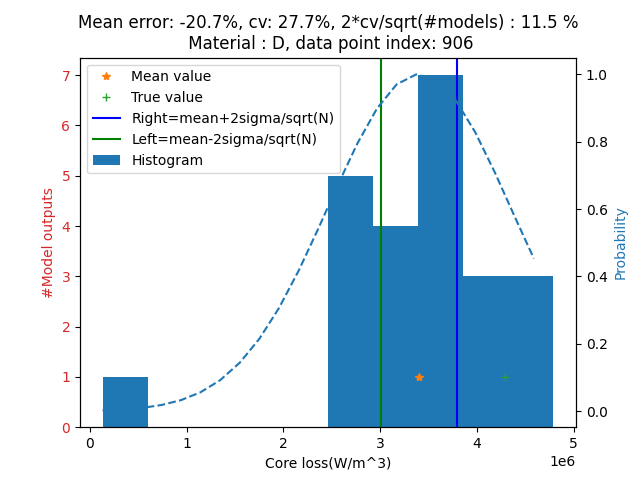 Mean error: -20.7%, cv: 27.7%, 2*cv/sqrt(#models) : 11.5 %
Material : D, data point index: 906
Mean value
True value
Right=mean+2sigma/sqrt(N)
Left=mean-2sigma/sqrt(N)
Histogram
7
6
5
4
3
2
1
0
#Model outputs
1.0
0.8
0.6
0.4
0.2
0.0
Probability
0
1
2
3
4
5
1e6
Core loss(W/m^3)